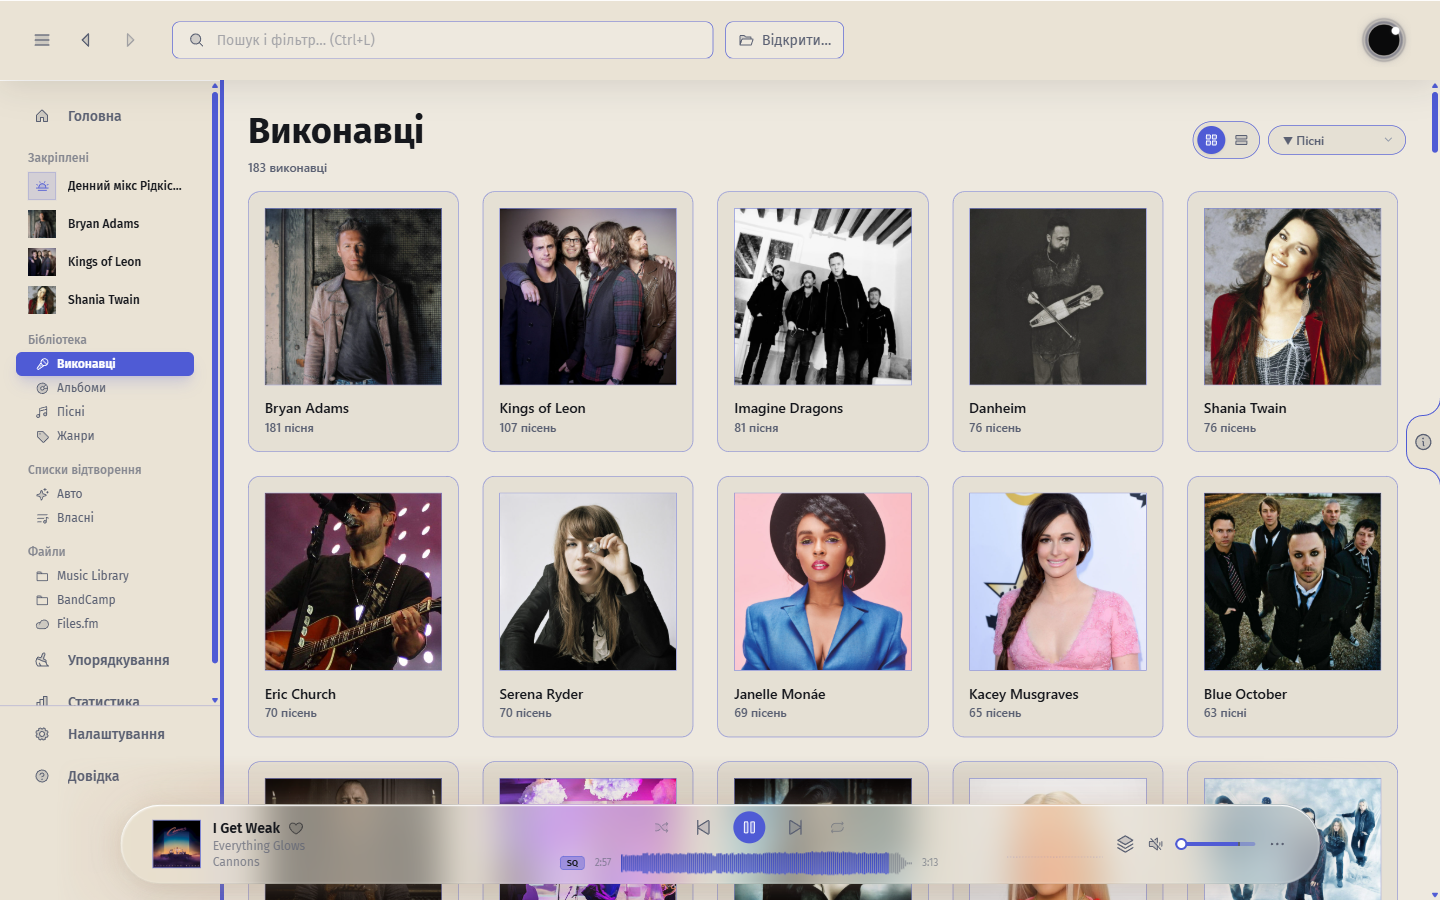 Пошук і фільтр... (Ctrl+L)
Відкрити...
Головна
Закріплені
Денний мікс Рідкіс...
Bryan Adams
Kings of Leon
Shania Twain
Бібліотека
Виконавці
Альбоми
Пісні
Жанри
Списки відтворення
Авто
Власні
Файли
Music Library
BandCamp
Files.fm
Упорядкування
Статистика
Налаштування
Довідка
Виконавці
183 виконавці
▼ Пісні
Bryan Adams
181 пісня
Kings of Leon
107 пісень
Imagine Dragons
81 пісня
Danheim
76 пісень
Shania Twain
76 пісень
Eric Church
70 пісень
Serena Ryder
70 пісень
Janelle Monáe
69 пісень
Kacey Musgraves
65 пісень
Blue October
63 пісні
I Get Weak
Everything Glows
Cannons
SQ
2:57
3:13